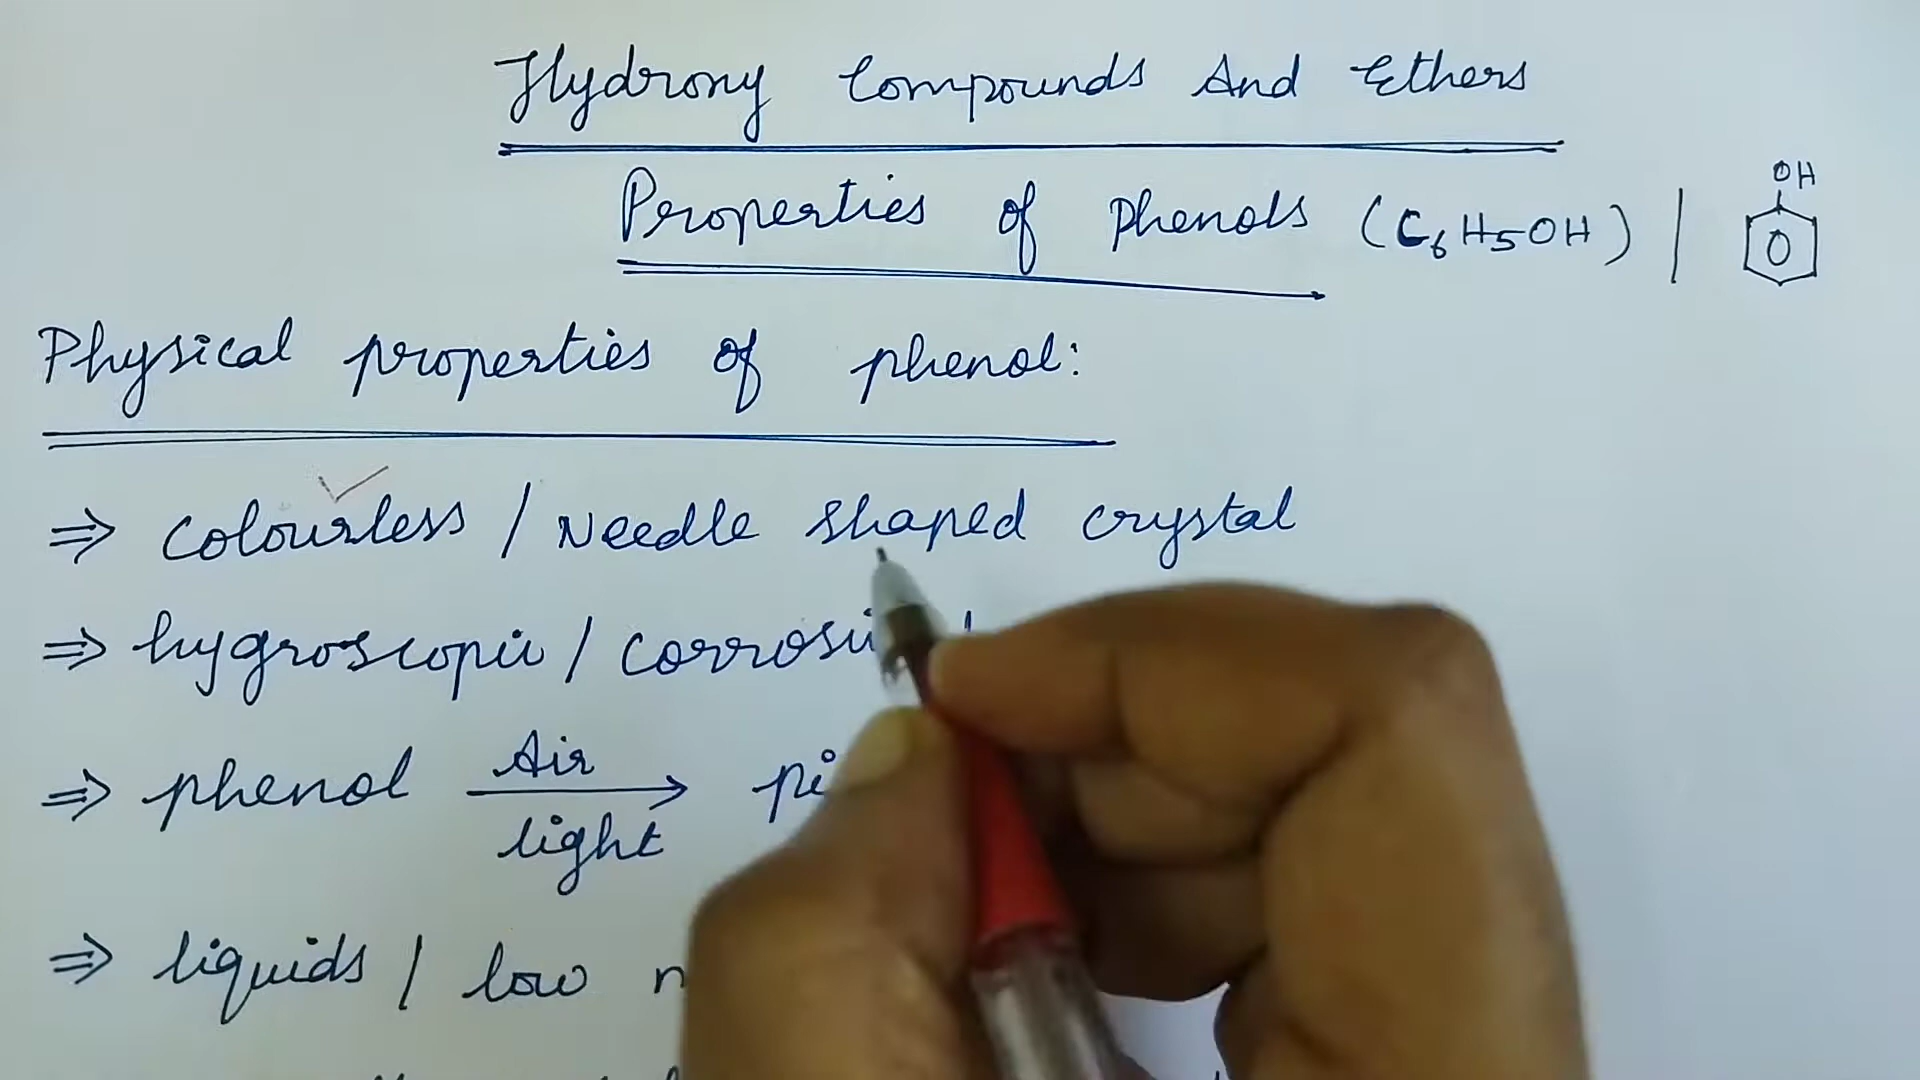 Hydroxy Compounds And Ethers
Properties of Phenols (C6H5OH) | OH
Physical properties of phenol:
⇒ Colourless / Needle shaped crystal
⇒ hygroscopic /
⇒ phenol Air → light
⇒ liquids / low